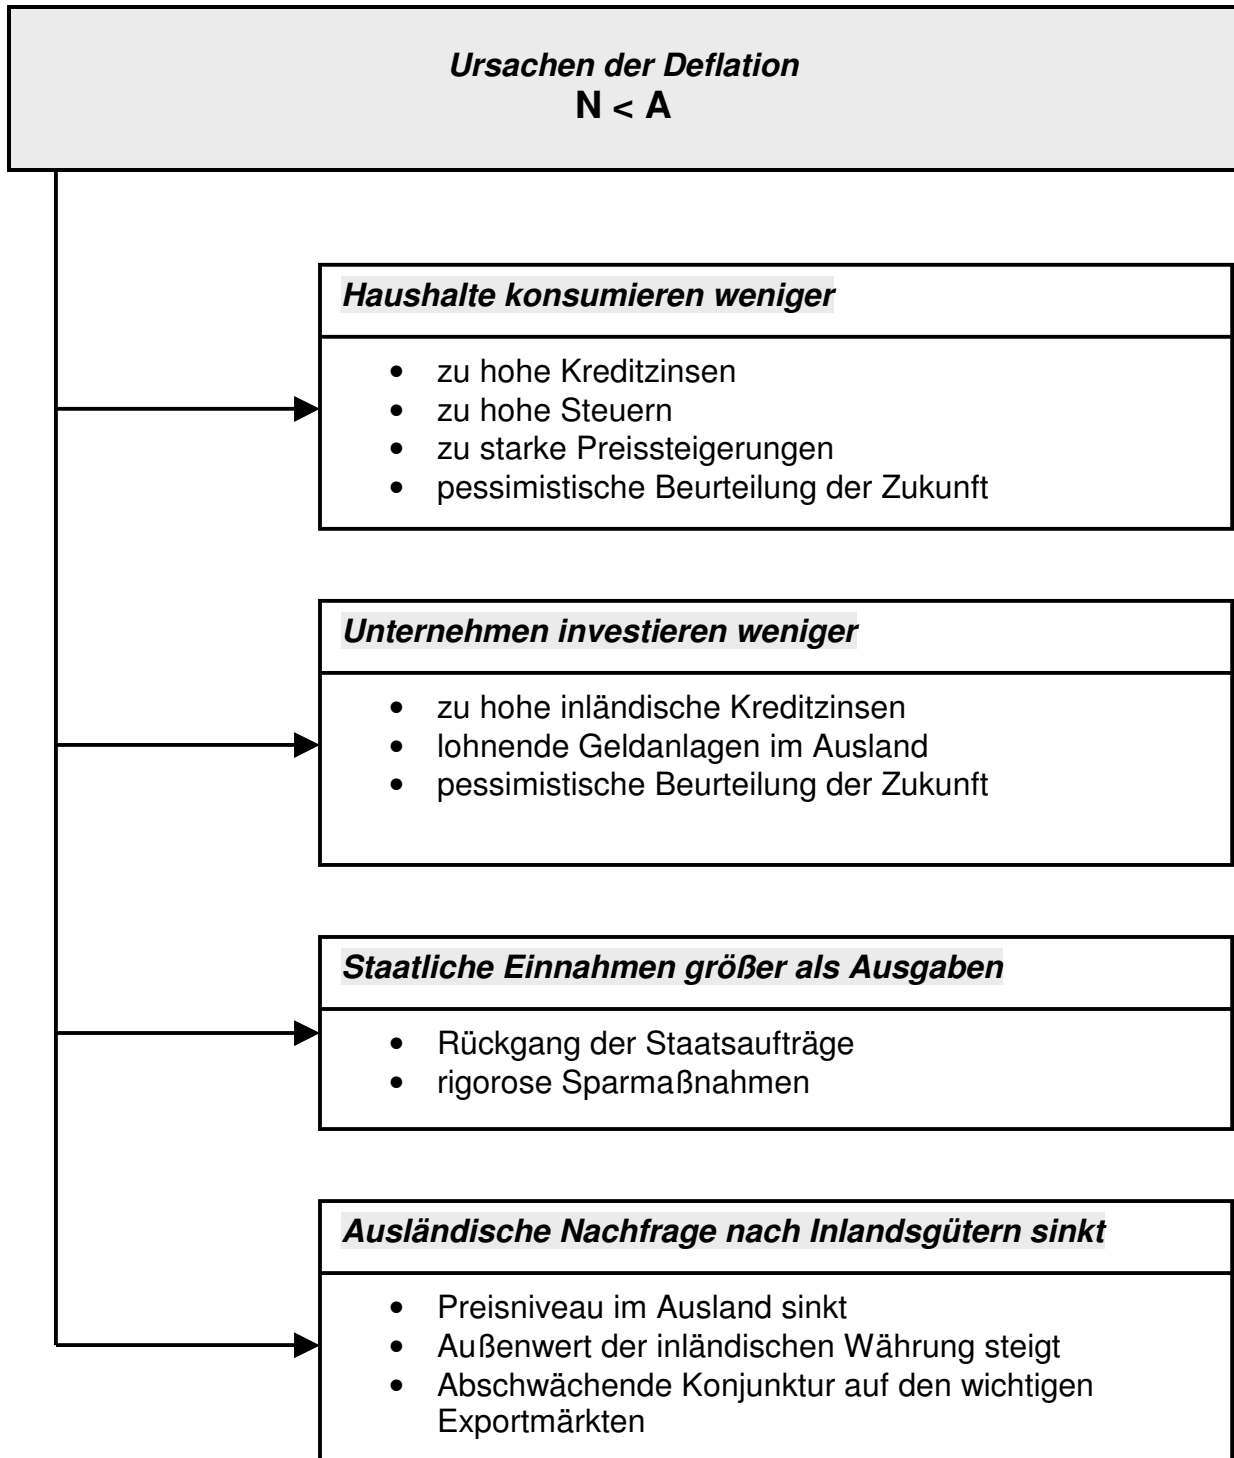 Ursachen der Deflation
N < A
Haushalte konsumieren weniger
• zu hohe Kreditzinsen
• zu hohe Steuern
• zu starke Preissteigerungen
• pessimistische Beurteilung der Zukunft
Unternehmen investieren weniger
• zu hohe inländische Kreditzinsen
• lohnende Geldanlagen im Ausland
• pessimistische Beurteilung der Zukunft
Staatliche Einnahmen größer als Ausgaben
• Rückgang der Staatsaufträge
• rigorose Sparmaßnahmen
Ausländische Nachfrage nach Inlandsgütern sinkt
• Preisniveau im Ausland sinkt
• Außenwert der inländischen Währung steigt
• Abschwächende Konjunktur auf den wichtigen
Exportmärkten